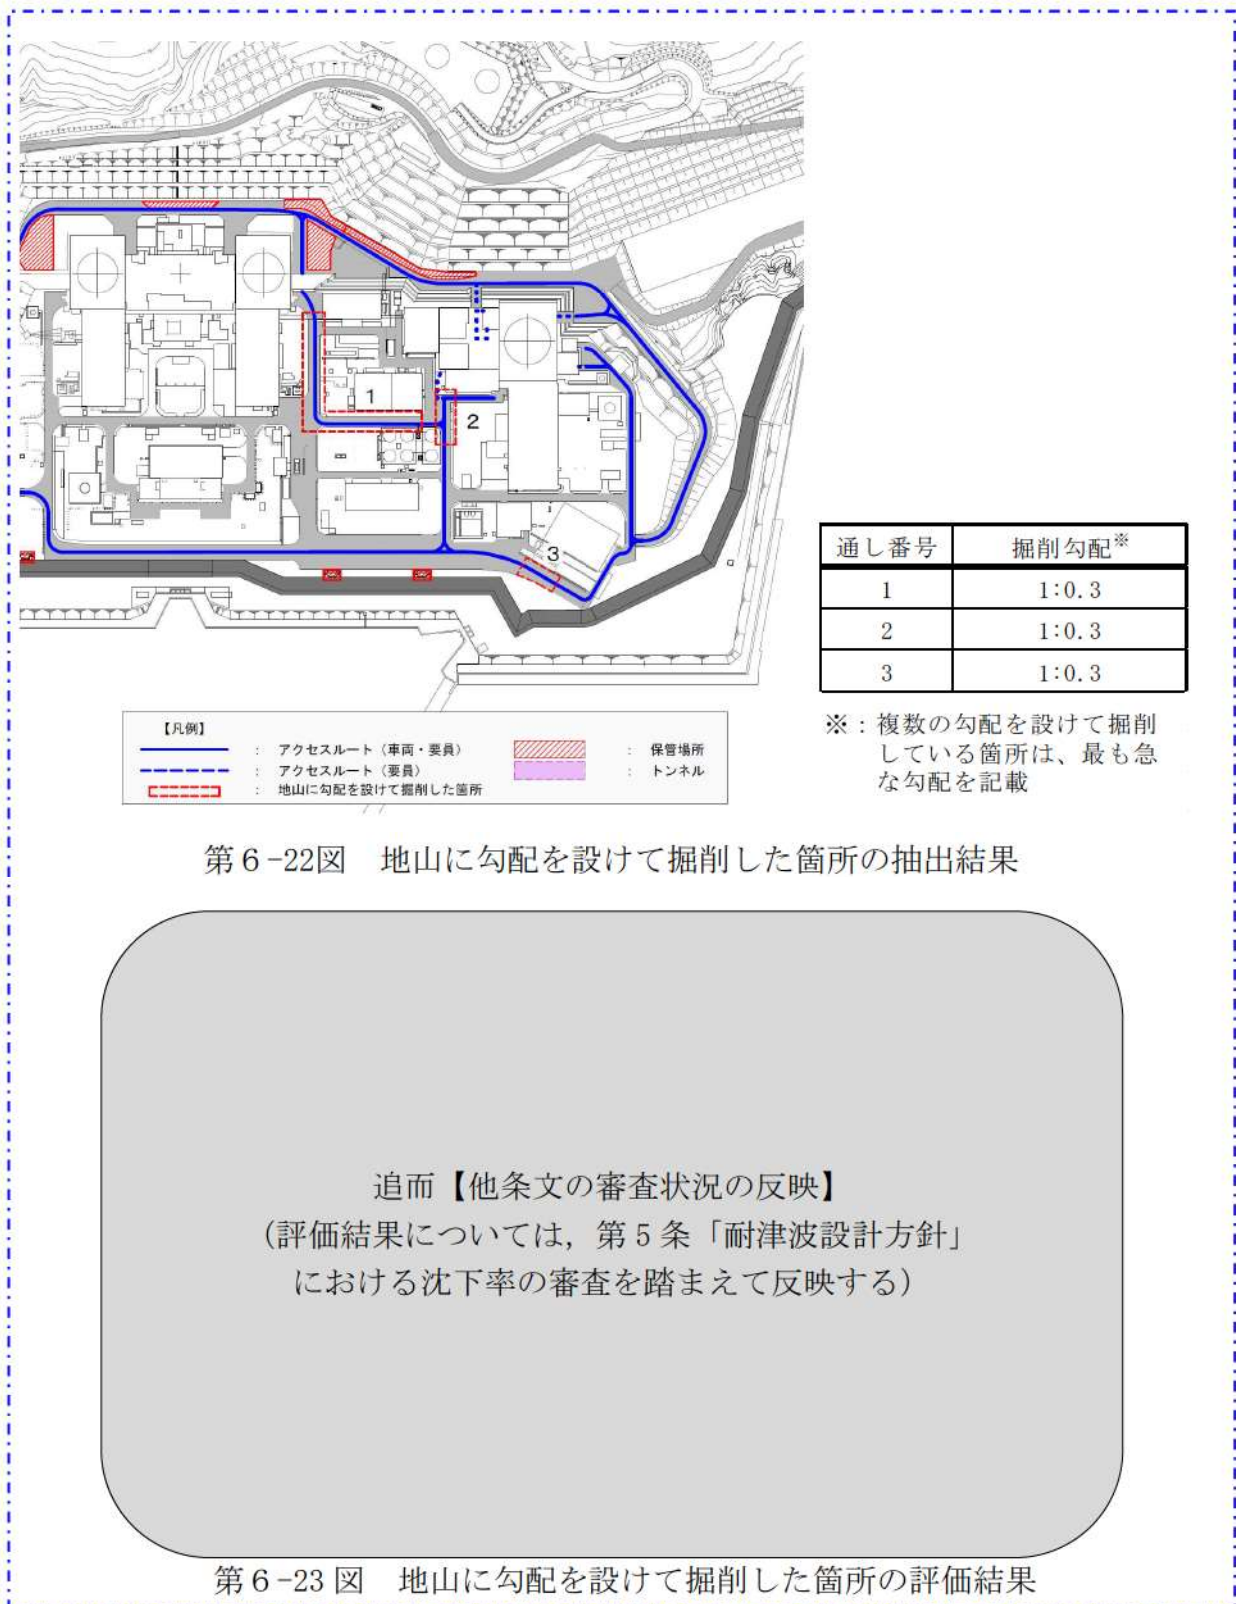 1
2
3
通し番号 掘削勾配※
1 1:0.3
2 1:0.3
3 1:0.3
※：複数の勾配を設けて掘削
している箇所は、最も急
な勾配を記載
【凡例】
： アクセスルート（車両・要員） ： 保管場所
： アクセスルート（要員） ： トンネル
： 地山に勾配を設けて掘削した箇所
第６-22図　地山に勾配を設けて掘削した箇所の抽出結果
追而【他条文の審査状況の反映】
（評価結果については，第５条「耐津波設計方針」
における沈下率の審査を踏まえて反映する）
第６-23 図　地山に勾配を設けて掘削した箇所の評価結果